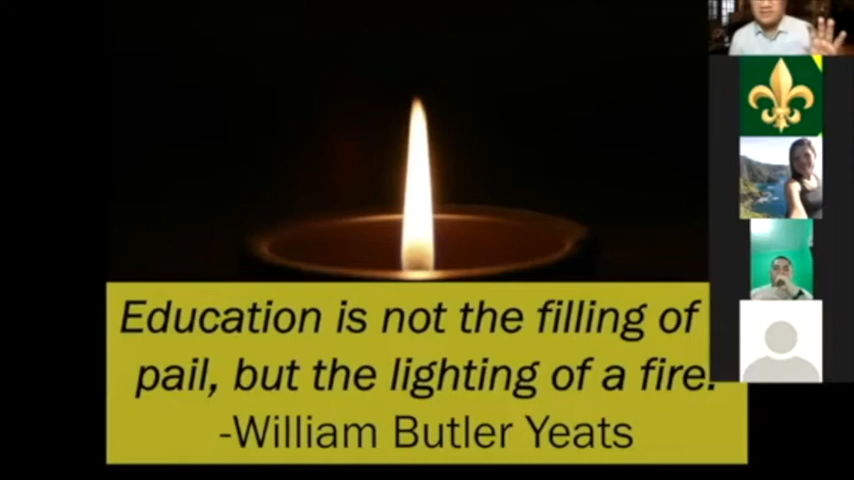 Education is not the filling of
pail, but the lighting of a fire.
-William Butler Yeats